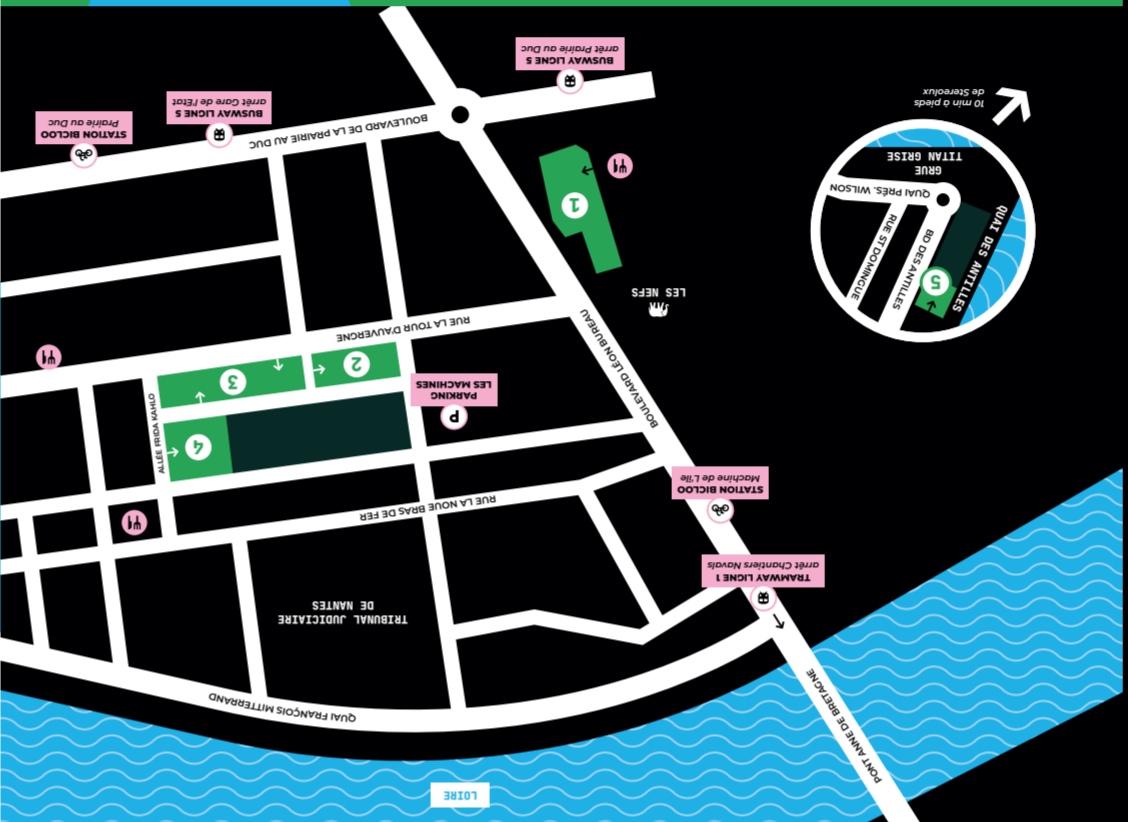 LOIRE
PONT ANNE DE BRETAGNE
QUAI FRANÇOIS MITTERRAND
TRAMWAY LIGNE 1
arrêt Chantiers Navals
TRIBUNAL JUDICIAIRE
DE NANTES
STATION BICLOO
Machine de L'île
RUE LA NOUE BRAS DE FER
P
PARKING
LES MACHINES
4
ALLÉE FRIDA KAHLO
3
2
BOULEVARD LÉON BUREAU
RUE LA TOUR D'AUVERGNE
LES NEFS
1
5
QUAI DES ANTILLES
BD DES ANTILLES
RUE ST DOMINGUE
QUAI PRÉS. WILSON
GRUE
TITAN GRISE
10 min à pieds
de Stereolux
BOULEVARD DE LA PRAIRIE AU DUC
BUSWAY LIGNE 5
arrêt Prairie au Duc
BUSWAY LIGNE 5
arrêt Gare de l'État
STATION BICLOO
Prairie au Duc